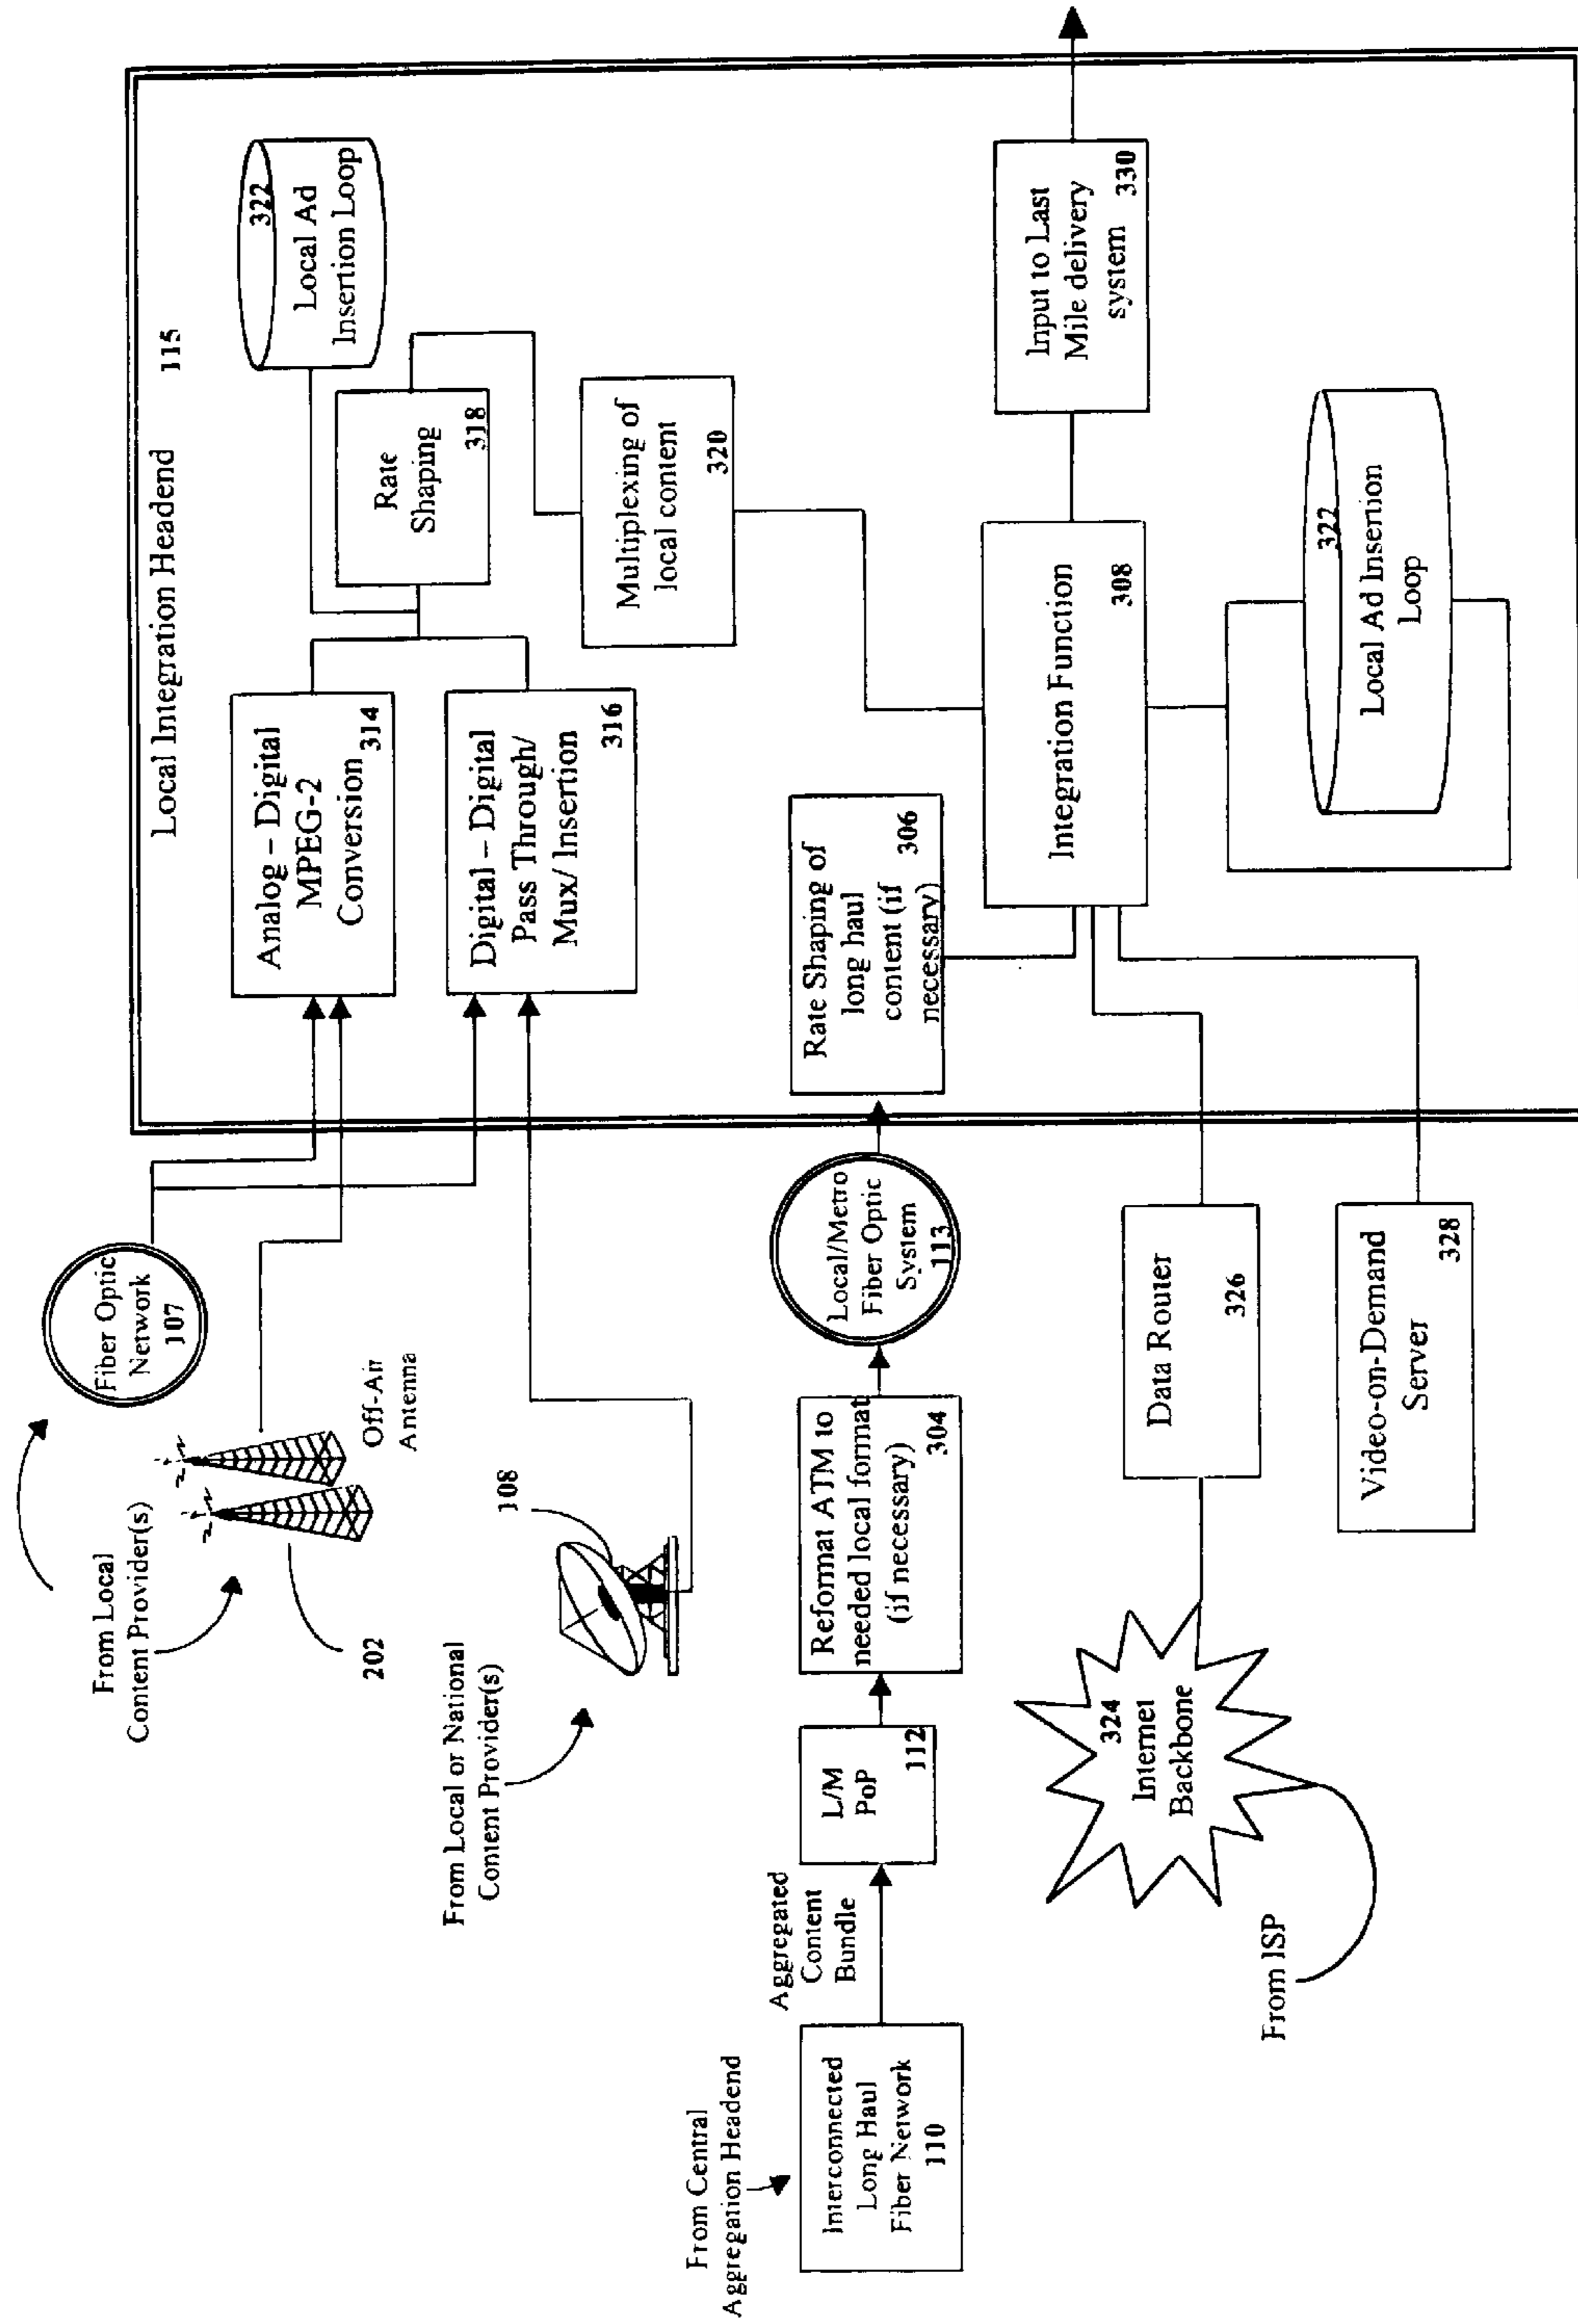 Local Integration Headend 115
From Local
Content Provider(s)
202
Fiber Optic
Network
107
Off-Air
Antenna
From Local or National
Content Provider(s)
108
Analog – Digital
MPEG-2
Conversion
314
Digital – Digital
Pass Through/
Mux/ Insertion
316
Rate
Shaping
318
322
Local Ad
Insertion Loop
Multiplexing of
local content
320
From Central
Aggregation Headend
Interconnected
Long Haul
Fiber Network
110
Aggregated
Content
Bundle
L/M
PoP
112
Reformat ATM to
needed local format
(if necessary)
304
Local/Metro
Fiber Optic
System
113
Rate Shaping of
long haul
content (if
necessary)
306
Integration Function
308
Input to Last
Mile delivery
system 330
From ISP
324
Internet
Backbone
Data Router
326
Video-on-Demand
Server
328
322
Local Ad Insertion
Loop